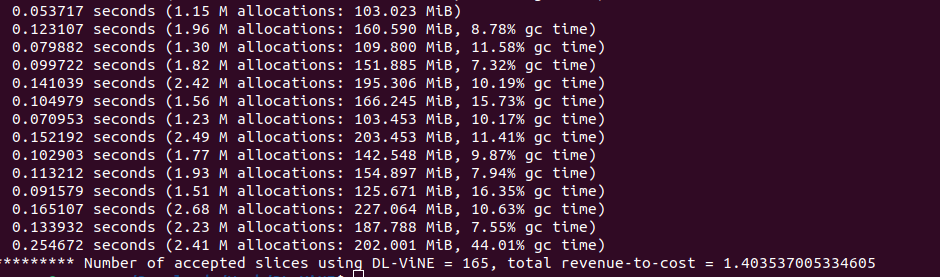 0.053717 seconds (1.15 M allocations: 103.023 MiB)
0.123107 seconds (1.96 M allocations: 160.590 MiB, 8.78% gc time)
0.079882 seconds (1.30 M allocations: 109.800 MiB, 11.58% gc time)
0.099722 seconds (1.82 M allocations: 151.885 MiB, 7.32% gc time)
0.141039 seconds (2.42 M allocations: 195.306 MiB, 10.19% gc time)
0.104979 seconds (1.56 M allocations: 166.245 MiB, 15.73% gc time)
0.070953 seconds (1.23 M allocations: 103.453 MiB, 10.17% gc time)
0.152192 seconds (2.49 M allocations: 203.453 MiB, 11.41% gc time)
0.102903 seconds (1.77 M allocations: 142.548 MiB, 9.87% gc time)
0.113212 seconds (1.93 M allocations: 154.897 MiB, 7.94% gc time)
0.091579 seconds (1.51 M allocations: 125.671 MiB, 16.35% gc time)
0.165107 seconds (2.68 M allocations: 227.064 MiB, 10.63% gc time)
0.133932 seconds (2.23 M allocations: 187.788 MiB, 7.55% gc time)
0.254672 seconds (2.41 M allocations: 202.001 MiB, 44.01% gc time)
********* Number of accepted slices using DL-ViNE = 165, total revenue-to-cost = 1.403537005334605